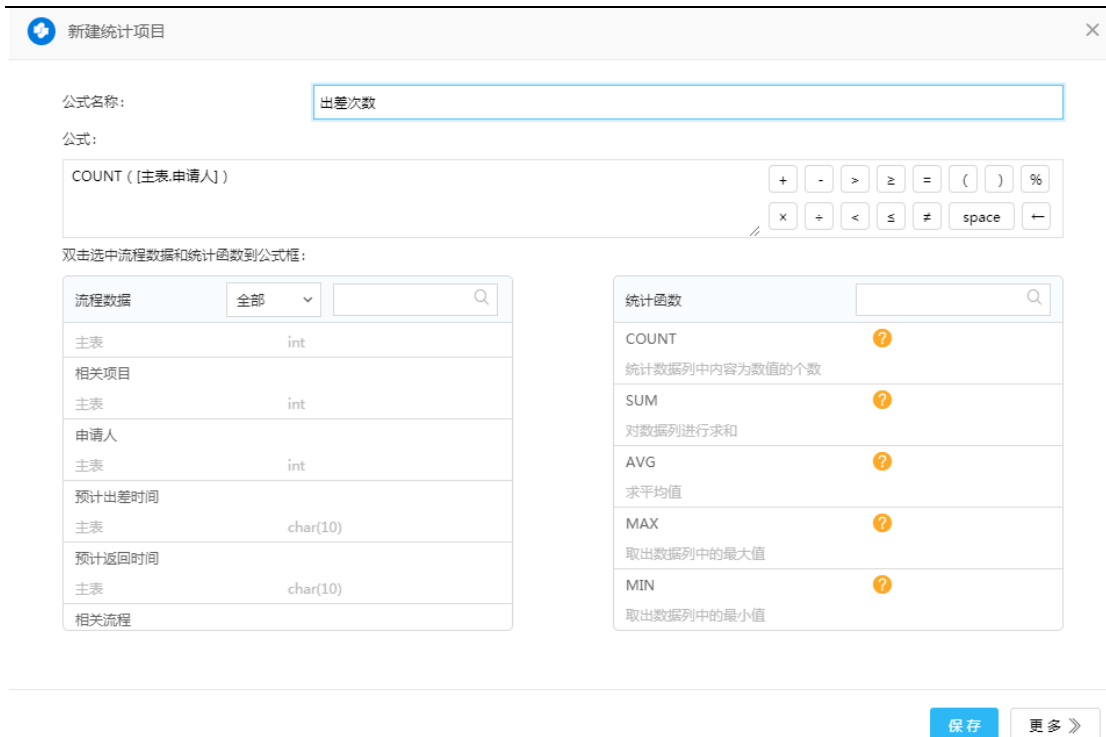 新建统计项目
公式名称:
出差次数
公式:
COUNT ( [主表.申请人] )
+ - > ≥ = ( ) %
× ÷ < ≤ ≠ space ←
双击选中流程数据和统计函数到公式框:
流程数据 全部
主表 int
相关项目
主表 int
申请人
主表 int
预计出差时间
主表 char(10)
预计返回时间
主表 char(10)
相关流程
统计函数
COUNT ?
统计数据列中内容为数值的个数
SUM ?
对数据列进行求和
AVG ?
求平均值
MAX ?
取出数据列中的最大值
MIN ?
取出数据列中的最小值
保存 更多